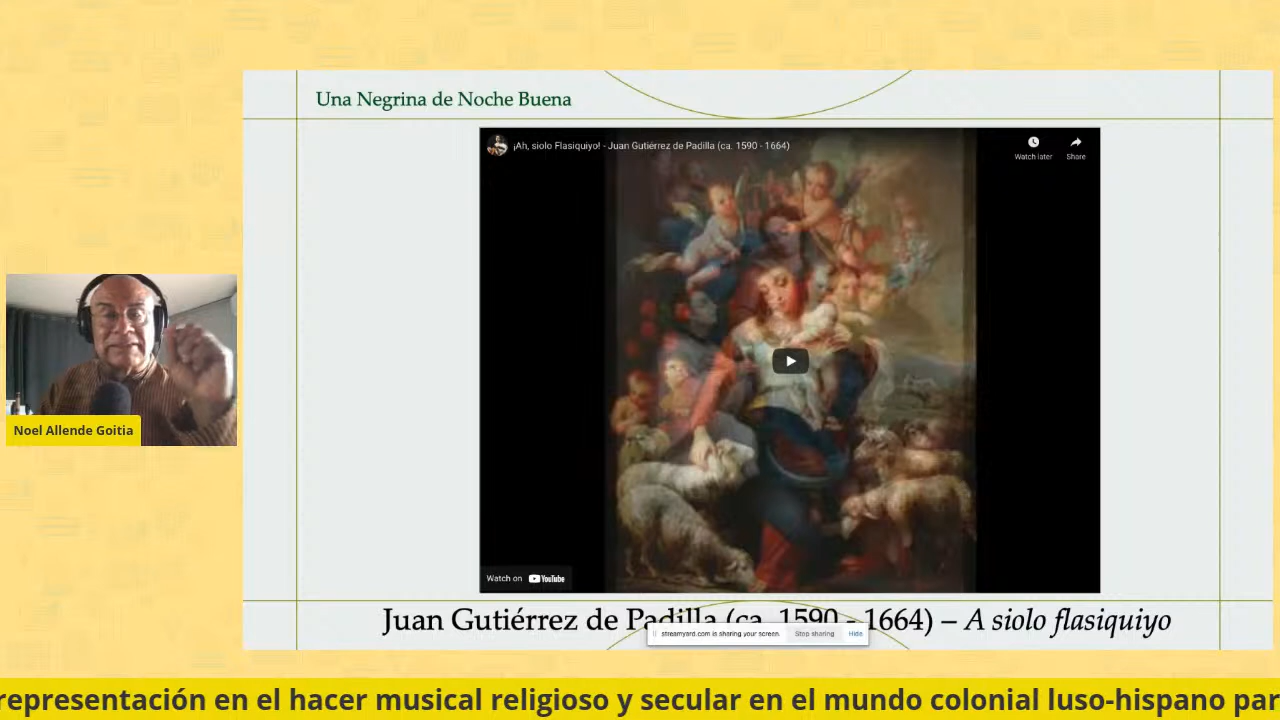 Una Negrina de Noche Buena
¡Ah, siolo Flasiquiyo! - Juan Gutiérrez de Padilla (ca. 1590 - 1664)
Watch later
Share
Noel Allende Goitia
Watch on YouTube
Juan Gutiérrez de Padilla (ca. 1590 - 1664) – A siolo flasiquiyo
streamyard.com is sharing your screen.
Stop sharing
Hide
representación en el hacer musical religioso y secular en el mundo colonial luso-hispano par